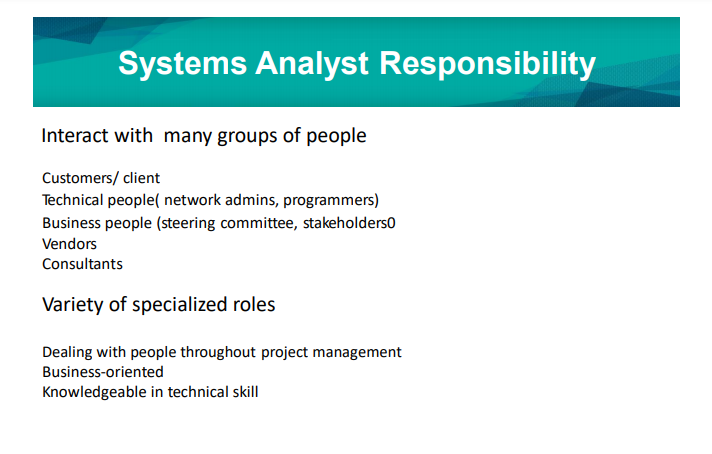 Systems Analyst Responsibility
Interact with many groups of people
Customers/ client
Technical people( network admins, programmers)
Business people (steering committee, stakeholders0
Vendors
Consultants
Variety of specialized roles
Dealing with people throughout project management
Business-oriented
Knowledgeable in technical skill